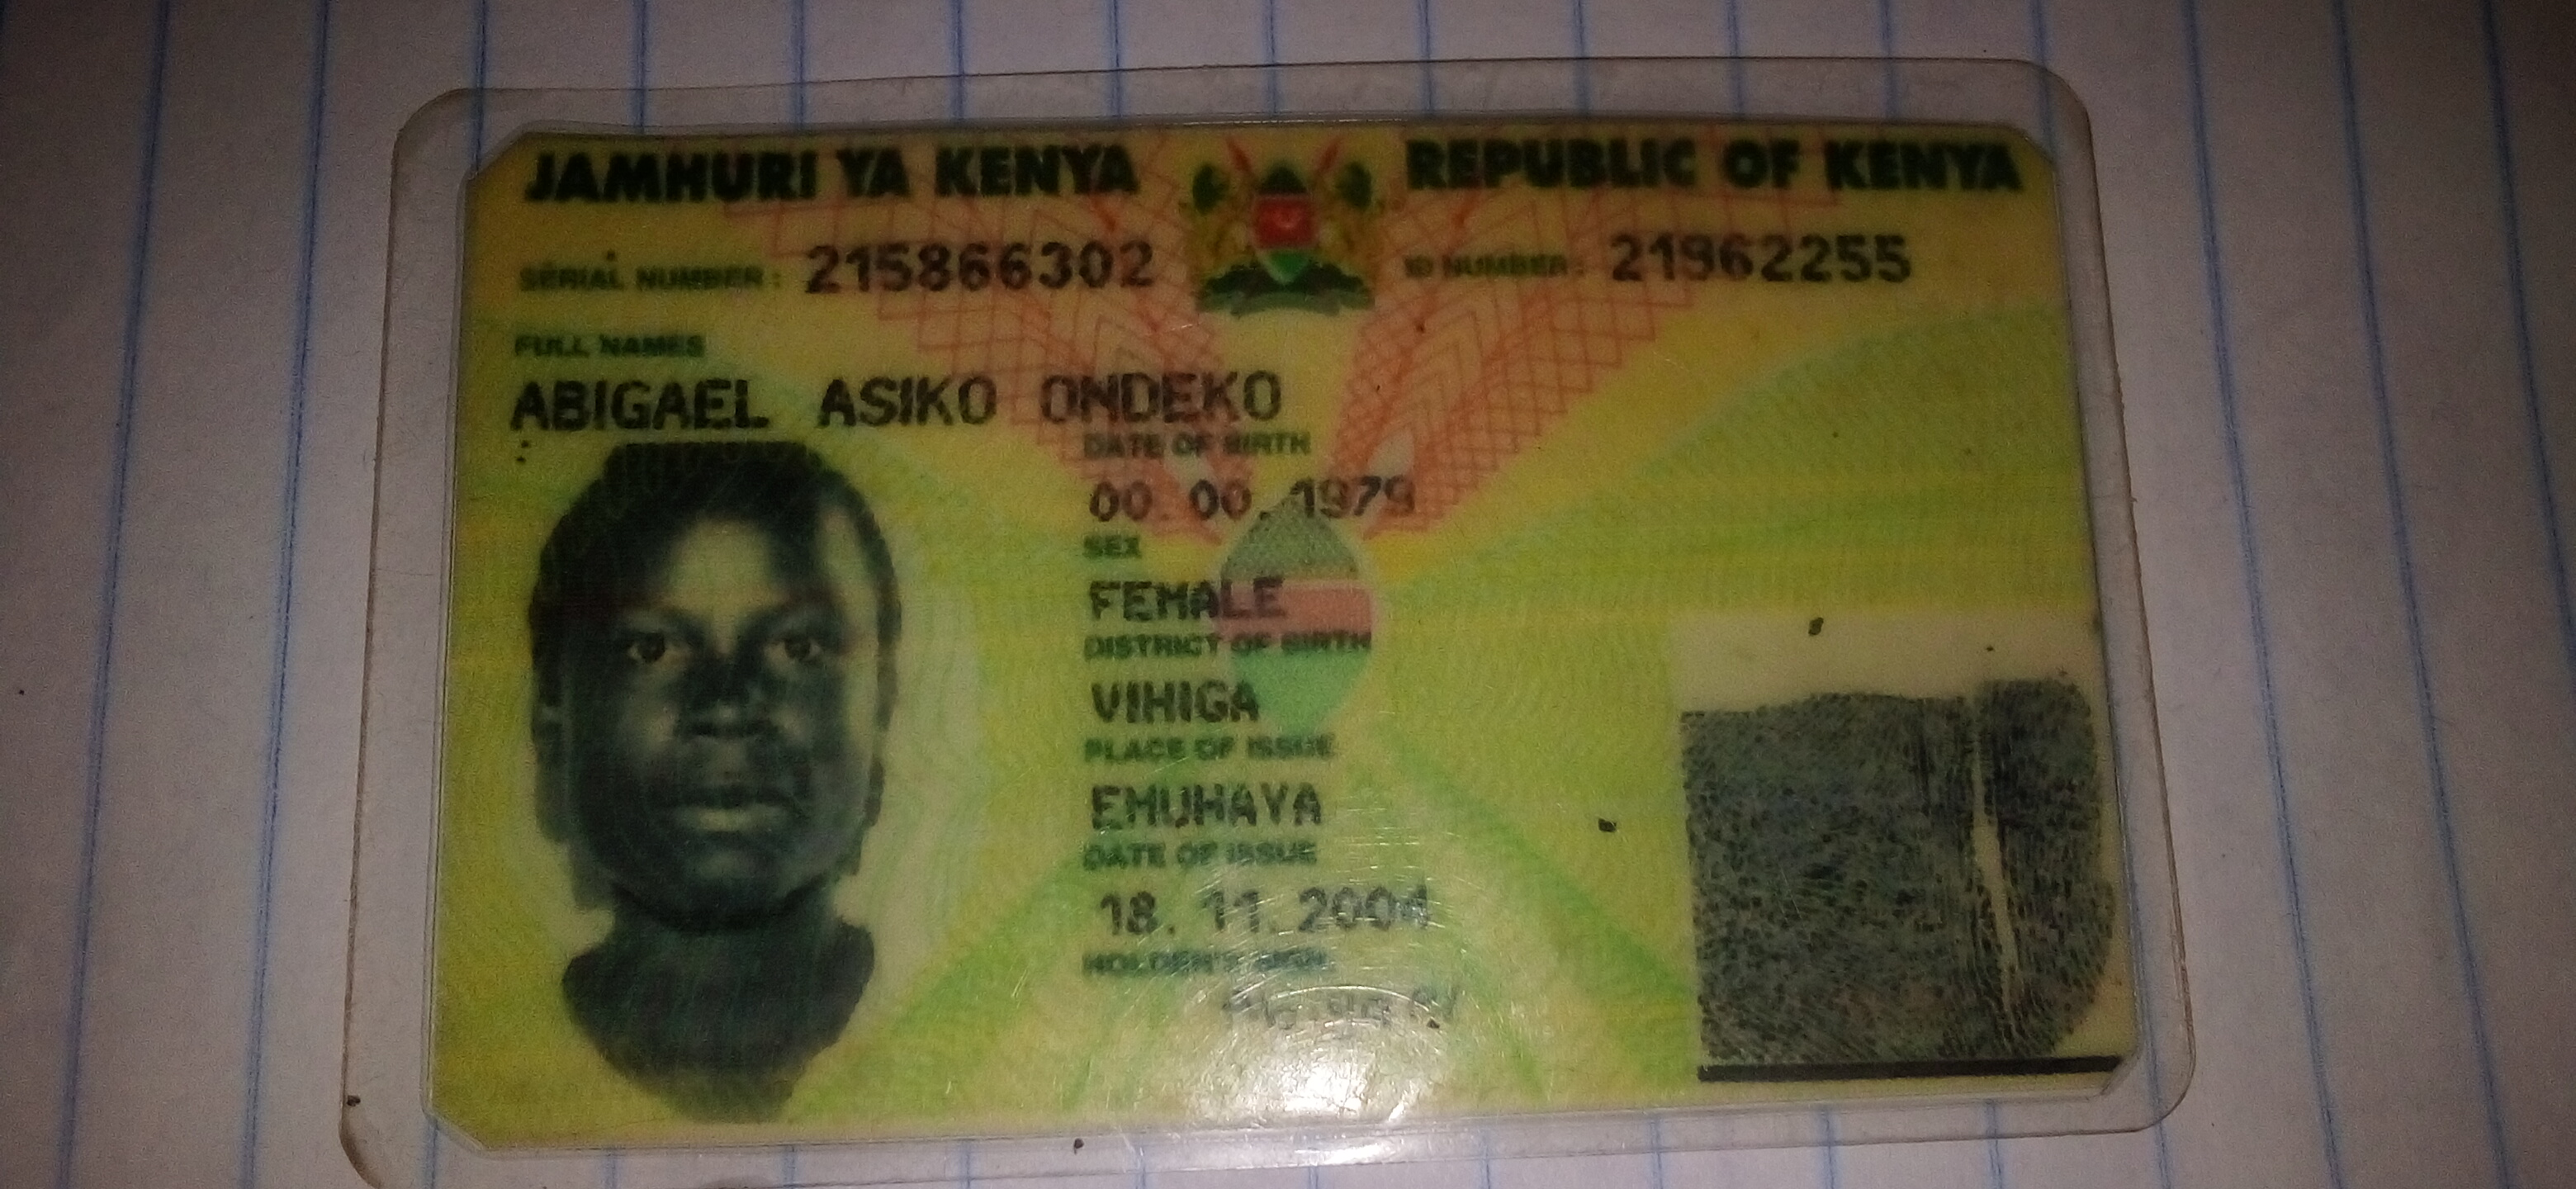 JAMHURI YA KENYA REPUBLIC OF KENYA
SERIAL NUMBER: 215866302 ID NUMBER: 21962255
FULL NAMES
ABIGAEL ASIKO ONDEKO
DATE OF BIRTH
00. 00. 1979
SEX
FEMALE
DISTRICT OF BIRTH
VIHIGA
PLACE OF ISSUE
EMUHAYA
DATE OF ISSUE
18. 11. 2004
HOLDER'S SIGN.